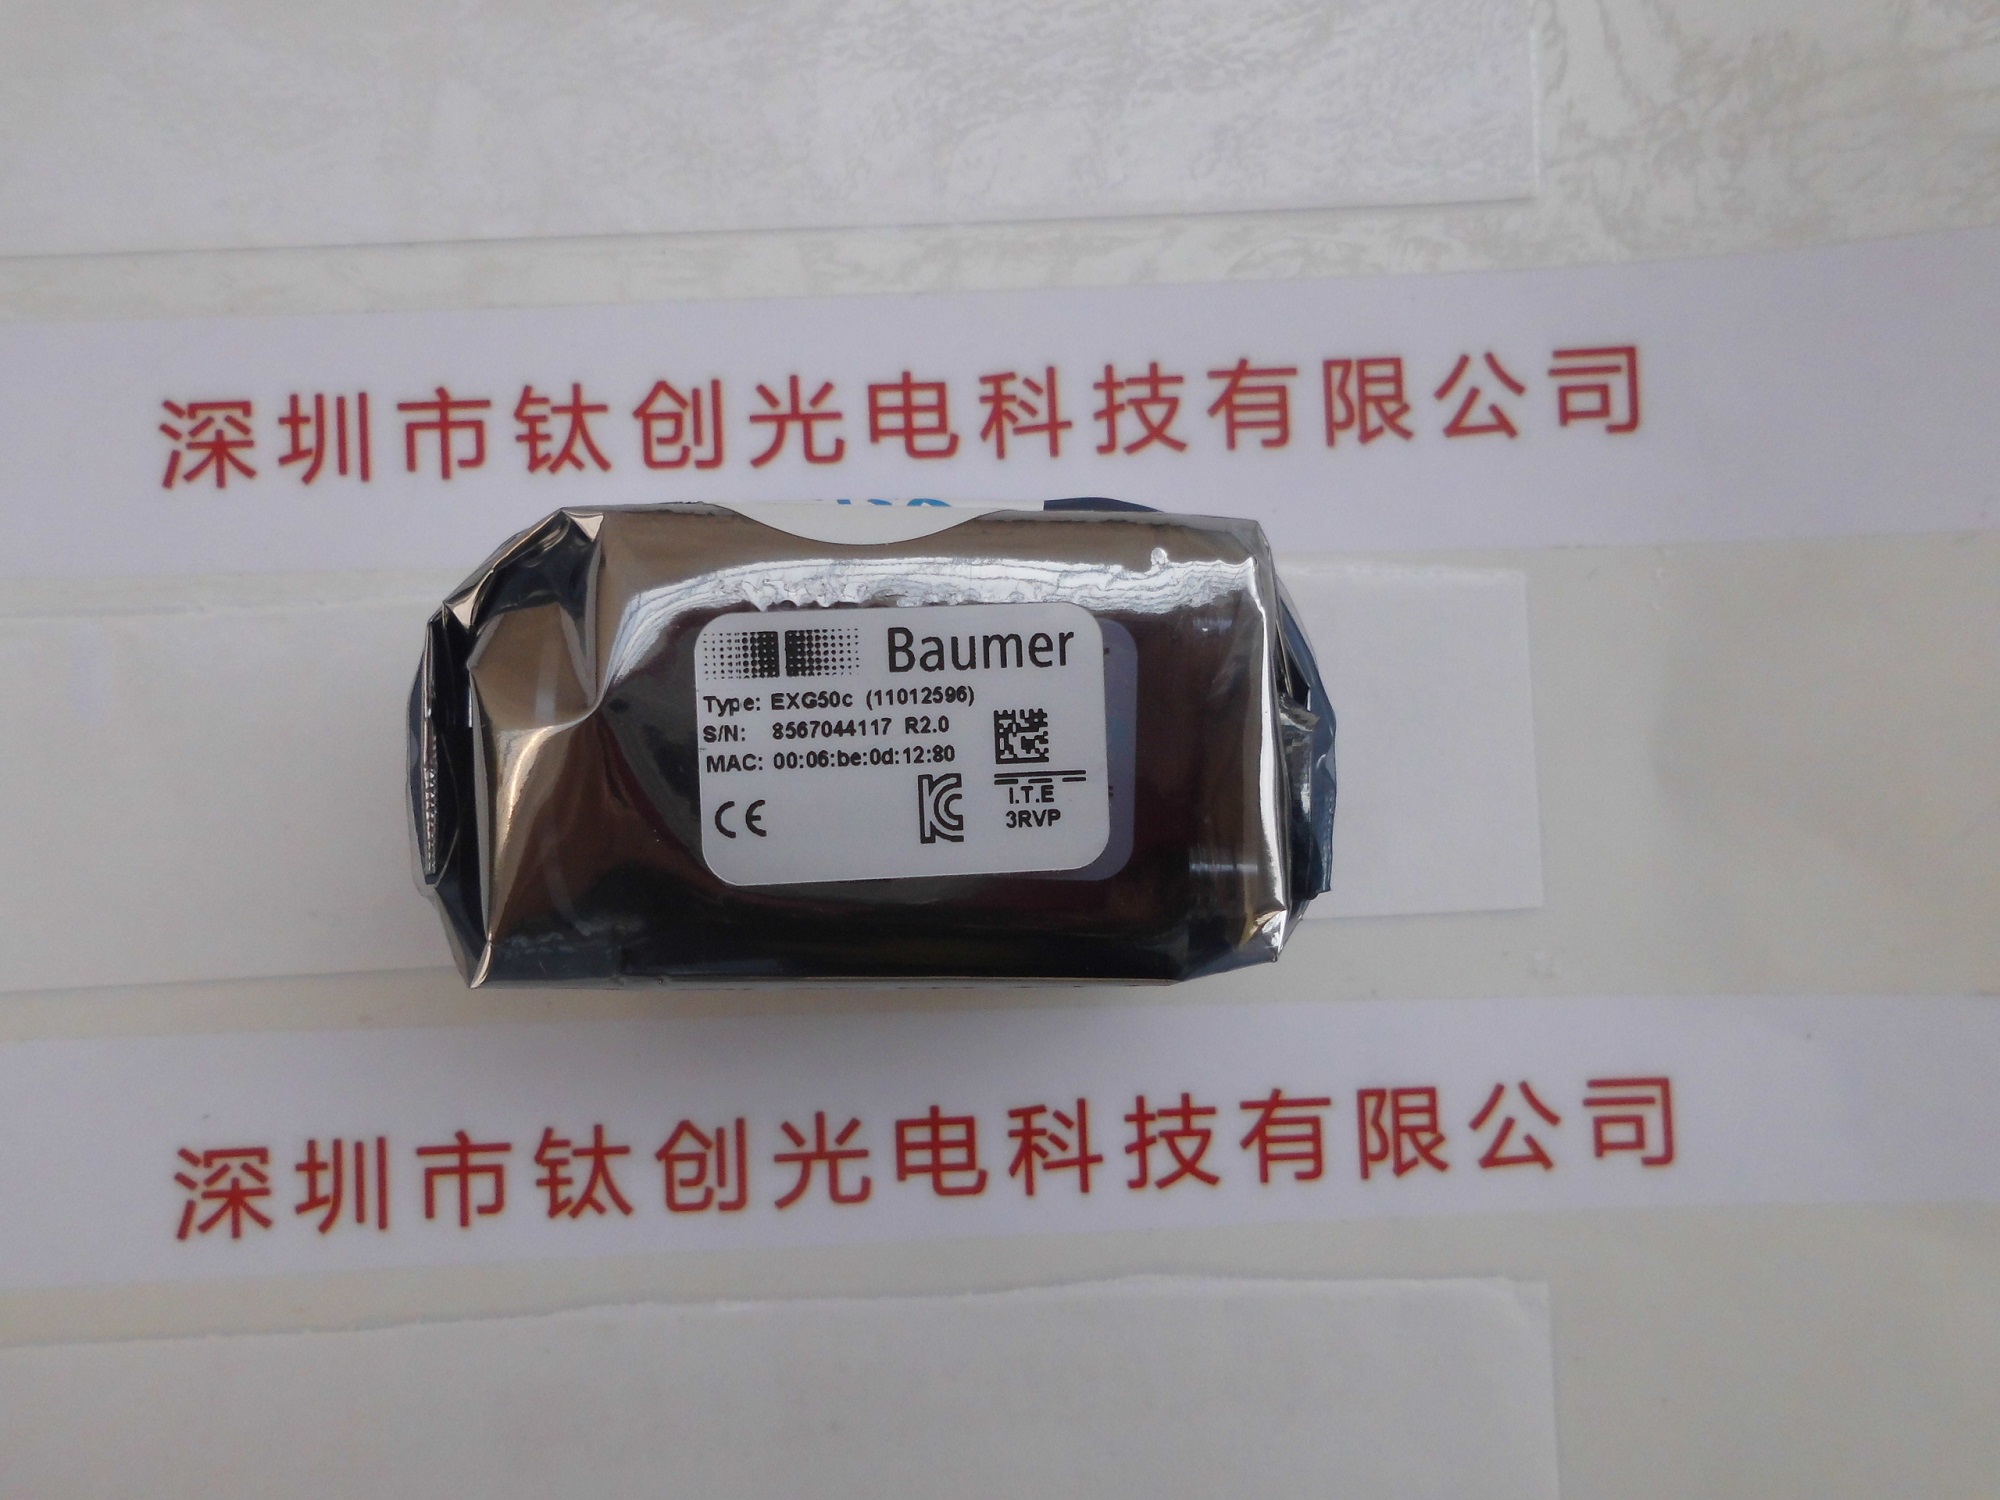 深圳市钛创光电科技有限公司
Baumer
Type: EXG50c (11012596)
S/N: 8567044117 R2.0
MAC: 00:06:be:0d:12:80
CE
I.T.E
3RVP
深圳市钛创光电科技有限公司